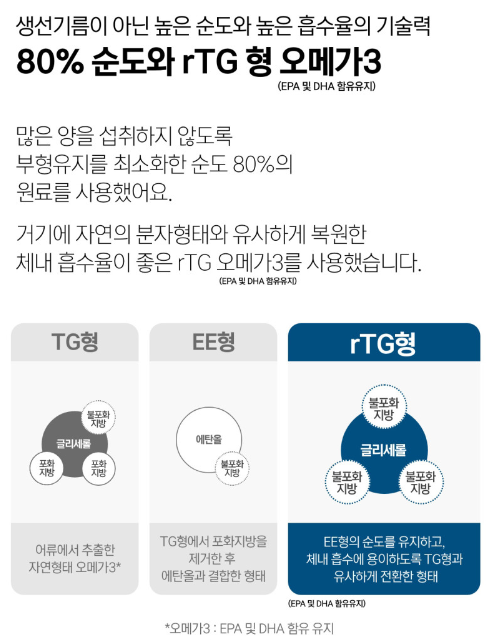 생선기름이 아닌 높은 순도와 높은 흡수율의 기술력
80% 순도와 rTG 형 오메가3
(EPA 및 DHA 함유유지)
많은 양을 섭취하지 않도록
부형유지를 최소화한 순도 80%의
원료를 사용했어요.
거기에 자연의 분자형태와 유사하게 복원한
체내 흡수율이 좋은 rTG 오메가3를 사용했습니다.
(EPA 및 DHA 함유유지)
TG형
불포화
지방
글리세롤
포화
지방
포화
지방
어류에서 추출한
자연형태 오메가3*
EE형
에탄올
불포화
지방
TG형에서 포화지방을
제거한 후
에탄올과 결합한 형태
rTG형
불포화
지방
글리세롤
불포화
지방
불포화
지방
EE형의 순도를 유지하고,
체내 흡수에 용이하도록 TG형과
유사하게 전환한 형태
(EPA 및 DHA 함유유지)
*오메가3 : EPA 및 DHA 함유 유지